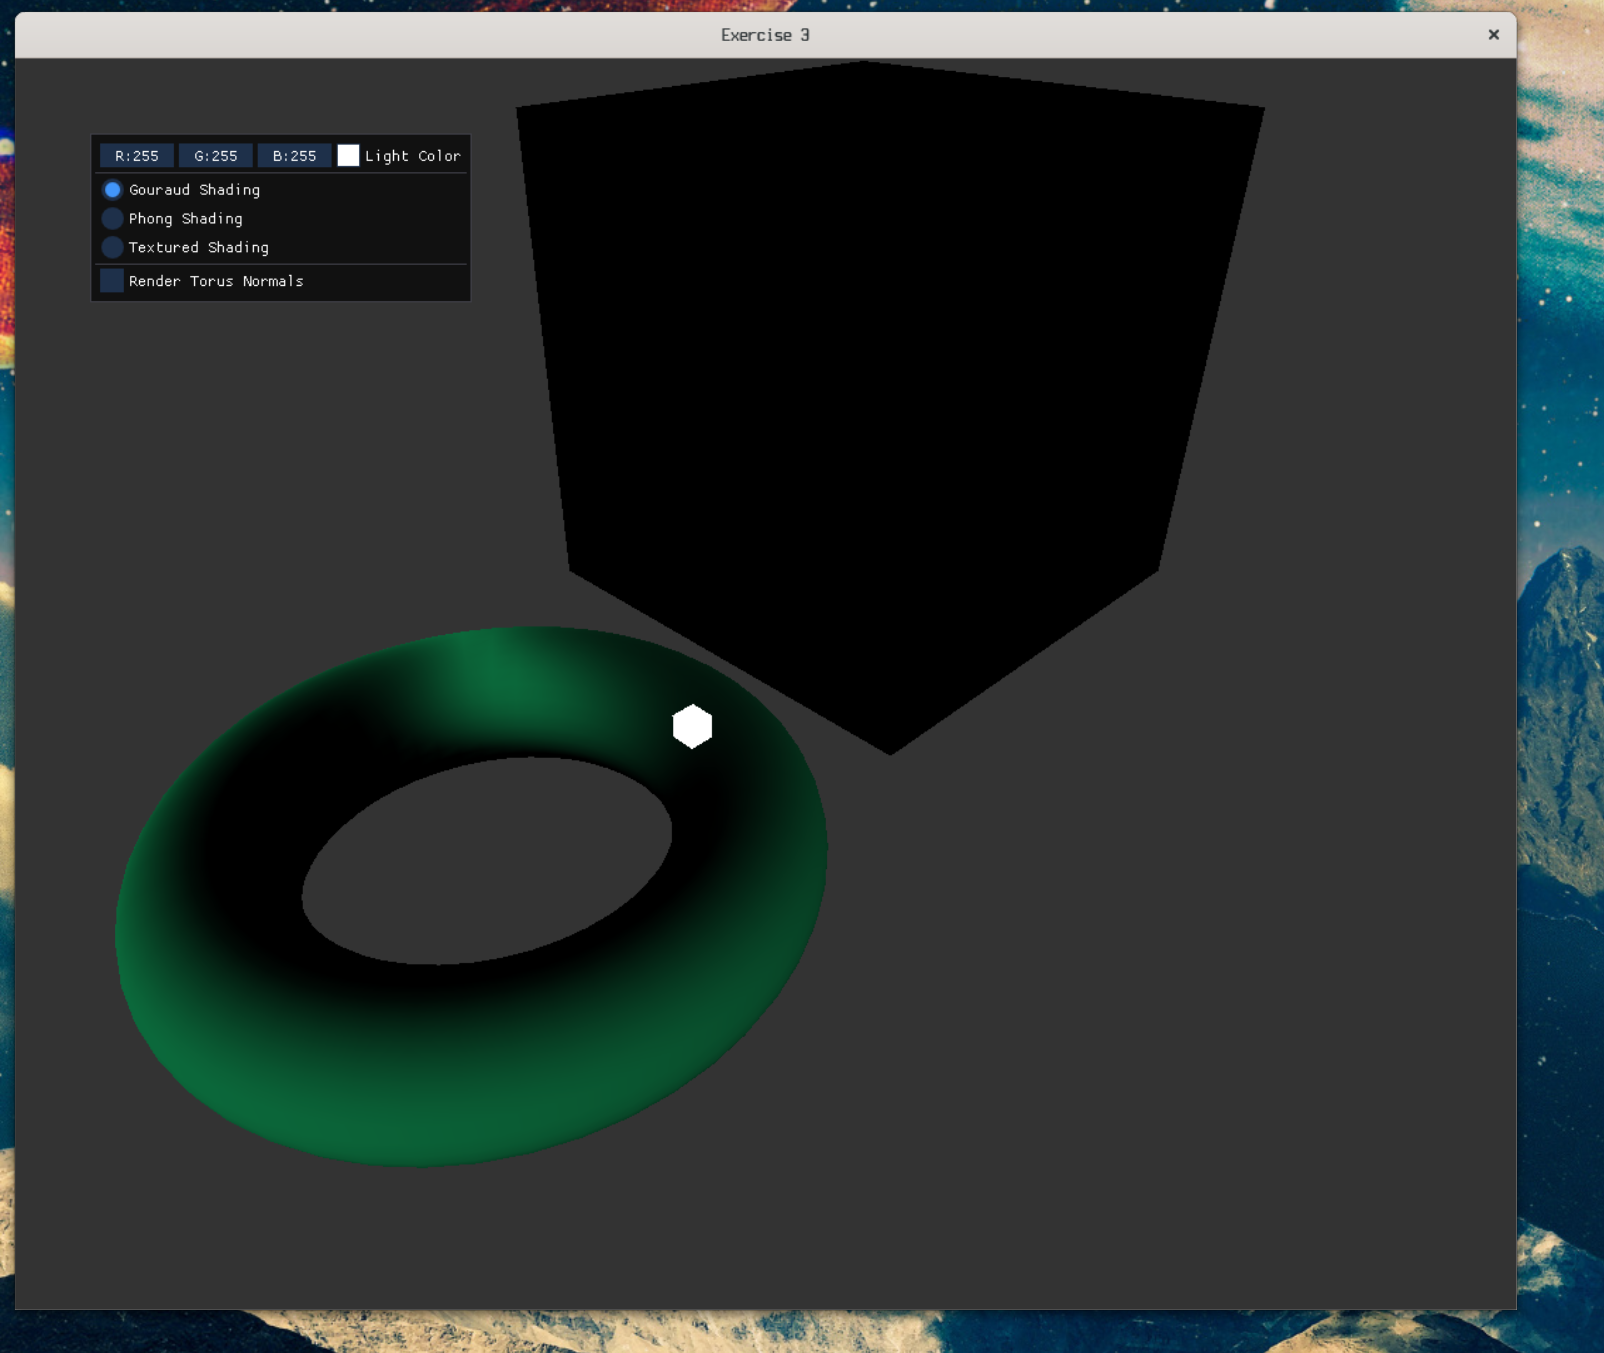 Exercise 3
R:255 G:255 B:255 Light Color
Gouraud Shading
Phong Shading
Textured Shading
Render Torus Normals